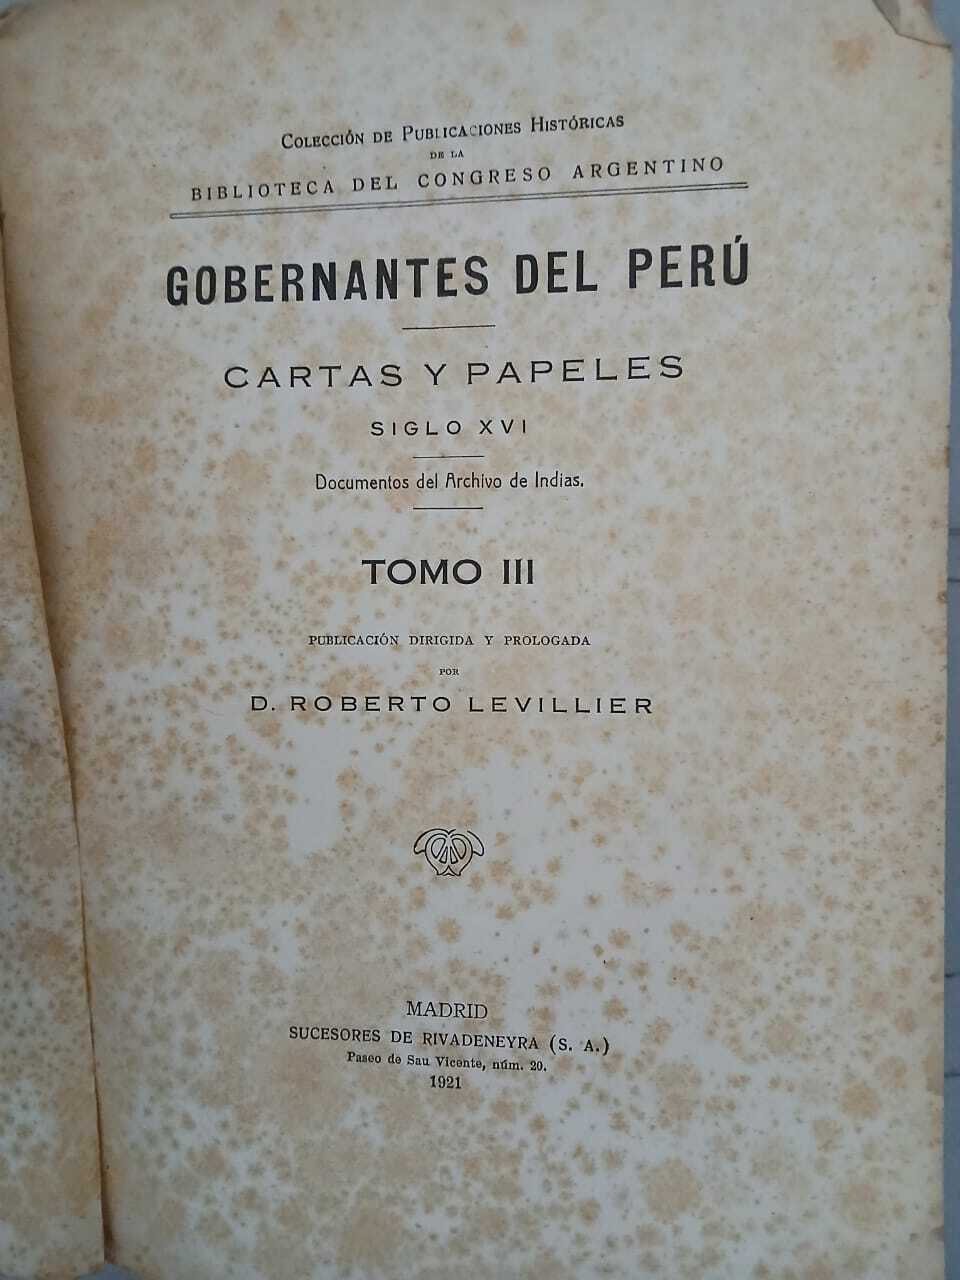 COLECCIÓN DE PUBLICACIONES HISTÓRICAS
DE LA
BIBLIOTECA DEL CONGRESO ARGENTINO
GOBERNANTES DEL PERÚ
CARTAS Y PAPELES
SIGLO XVI
Documentos del Archivo de Indias.
TOMO III
PUBLICACIÓN DIRIGIDA Y PROLOGADA
POR
D. ROBERTO LEVILLIER
MADRID
SUCESORES DE RIVADENEYRA (S. A.)
Paseo de Sau Vicente, núm. 20.
1921